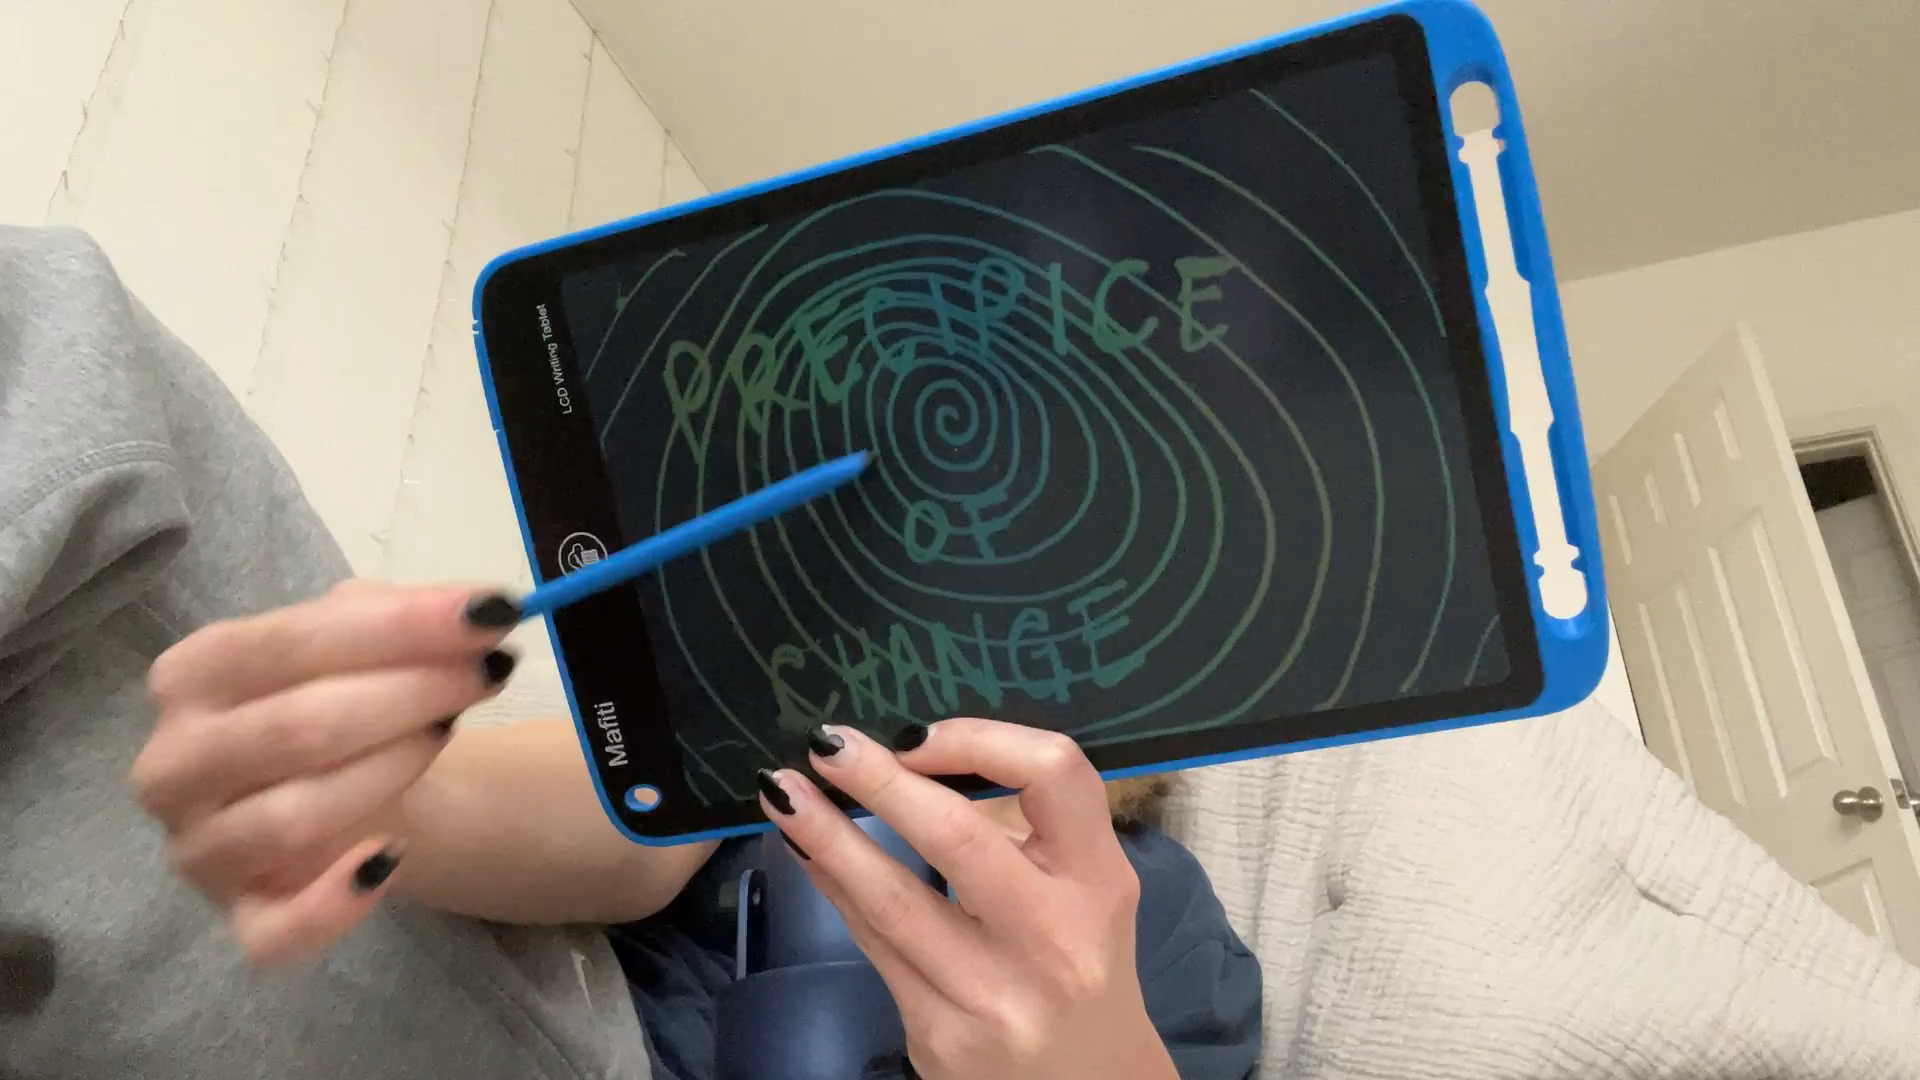 PRECIPICE
OF
CHANGE
LCD Writing Tablet
Mafiti